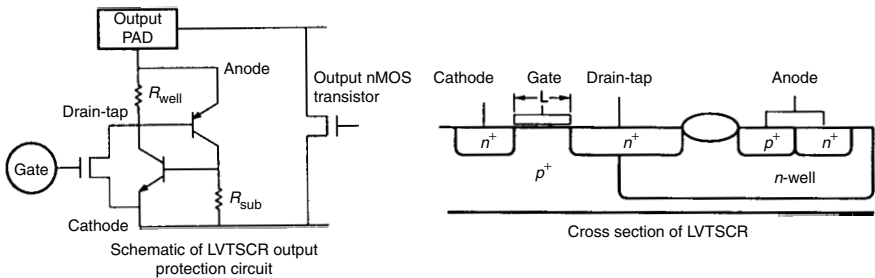 Output
PAD
Anode
R_well
Output nMOS
transistor
Drain-tap
Gate
R_sub
Cathode
Schematic of LVTSCR output
protection circuit
Cathode Gate Drain-tap Anode
L
n+ n+ p+ n+
p+
n-well
Cross section of LVTSCR